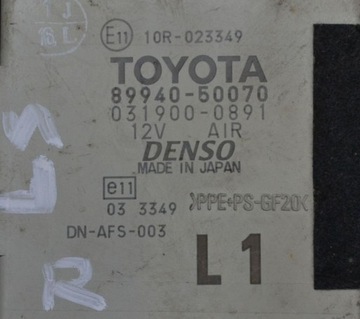 E11 10R-023349
TOYOTA
89940-50070
031900-0891
12V AIR
DENSO
MADE IN JAPAN
e11
03 3349
>PPE+PS-GF20<
DN-AFS-003
L1